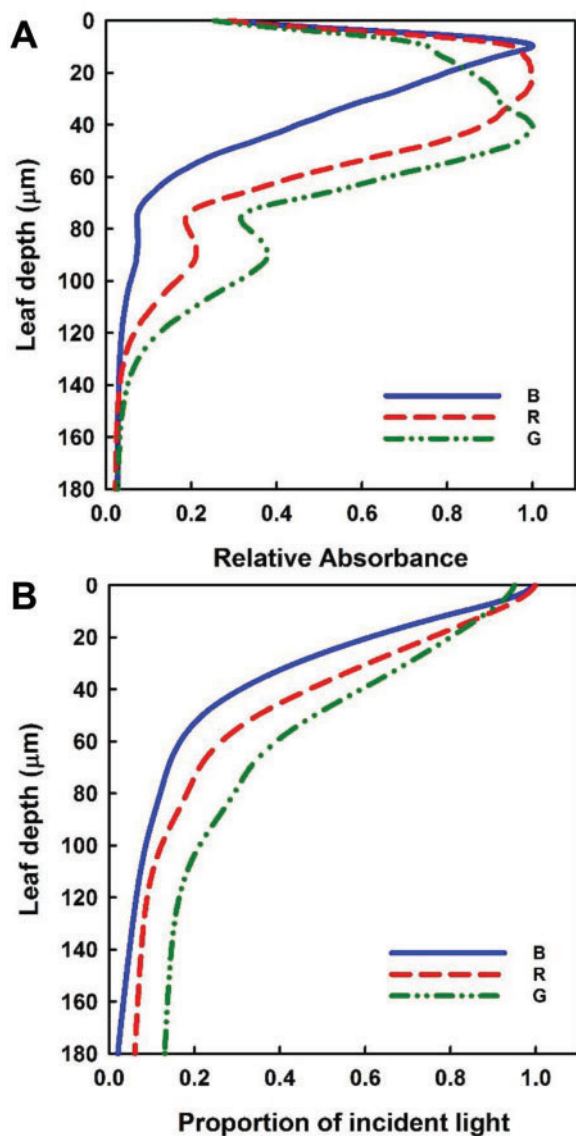 A
0
20
40
60
80
100
120
140
160
180
Leaf depth (μm)
B
R
G
0.0 0.2 0.4 0.6 0.8 1.0
Relative Absorbance
B
0
20
40
60
80
100
120
140
160
180
Leaf depth (μm)
B
R
G
0.0 0.2 0.4 0.6 0.8 1.0
Proportion of incident light